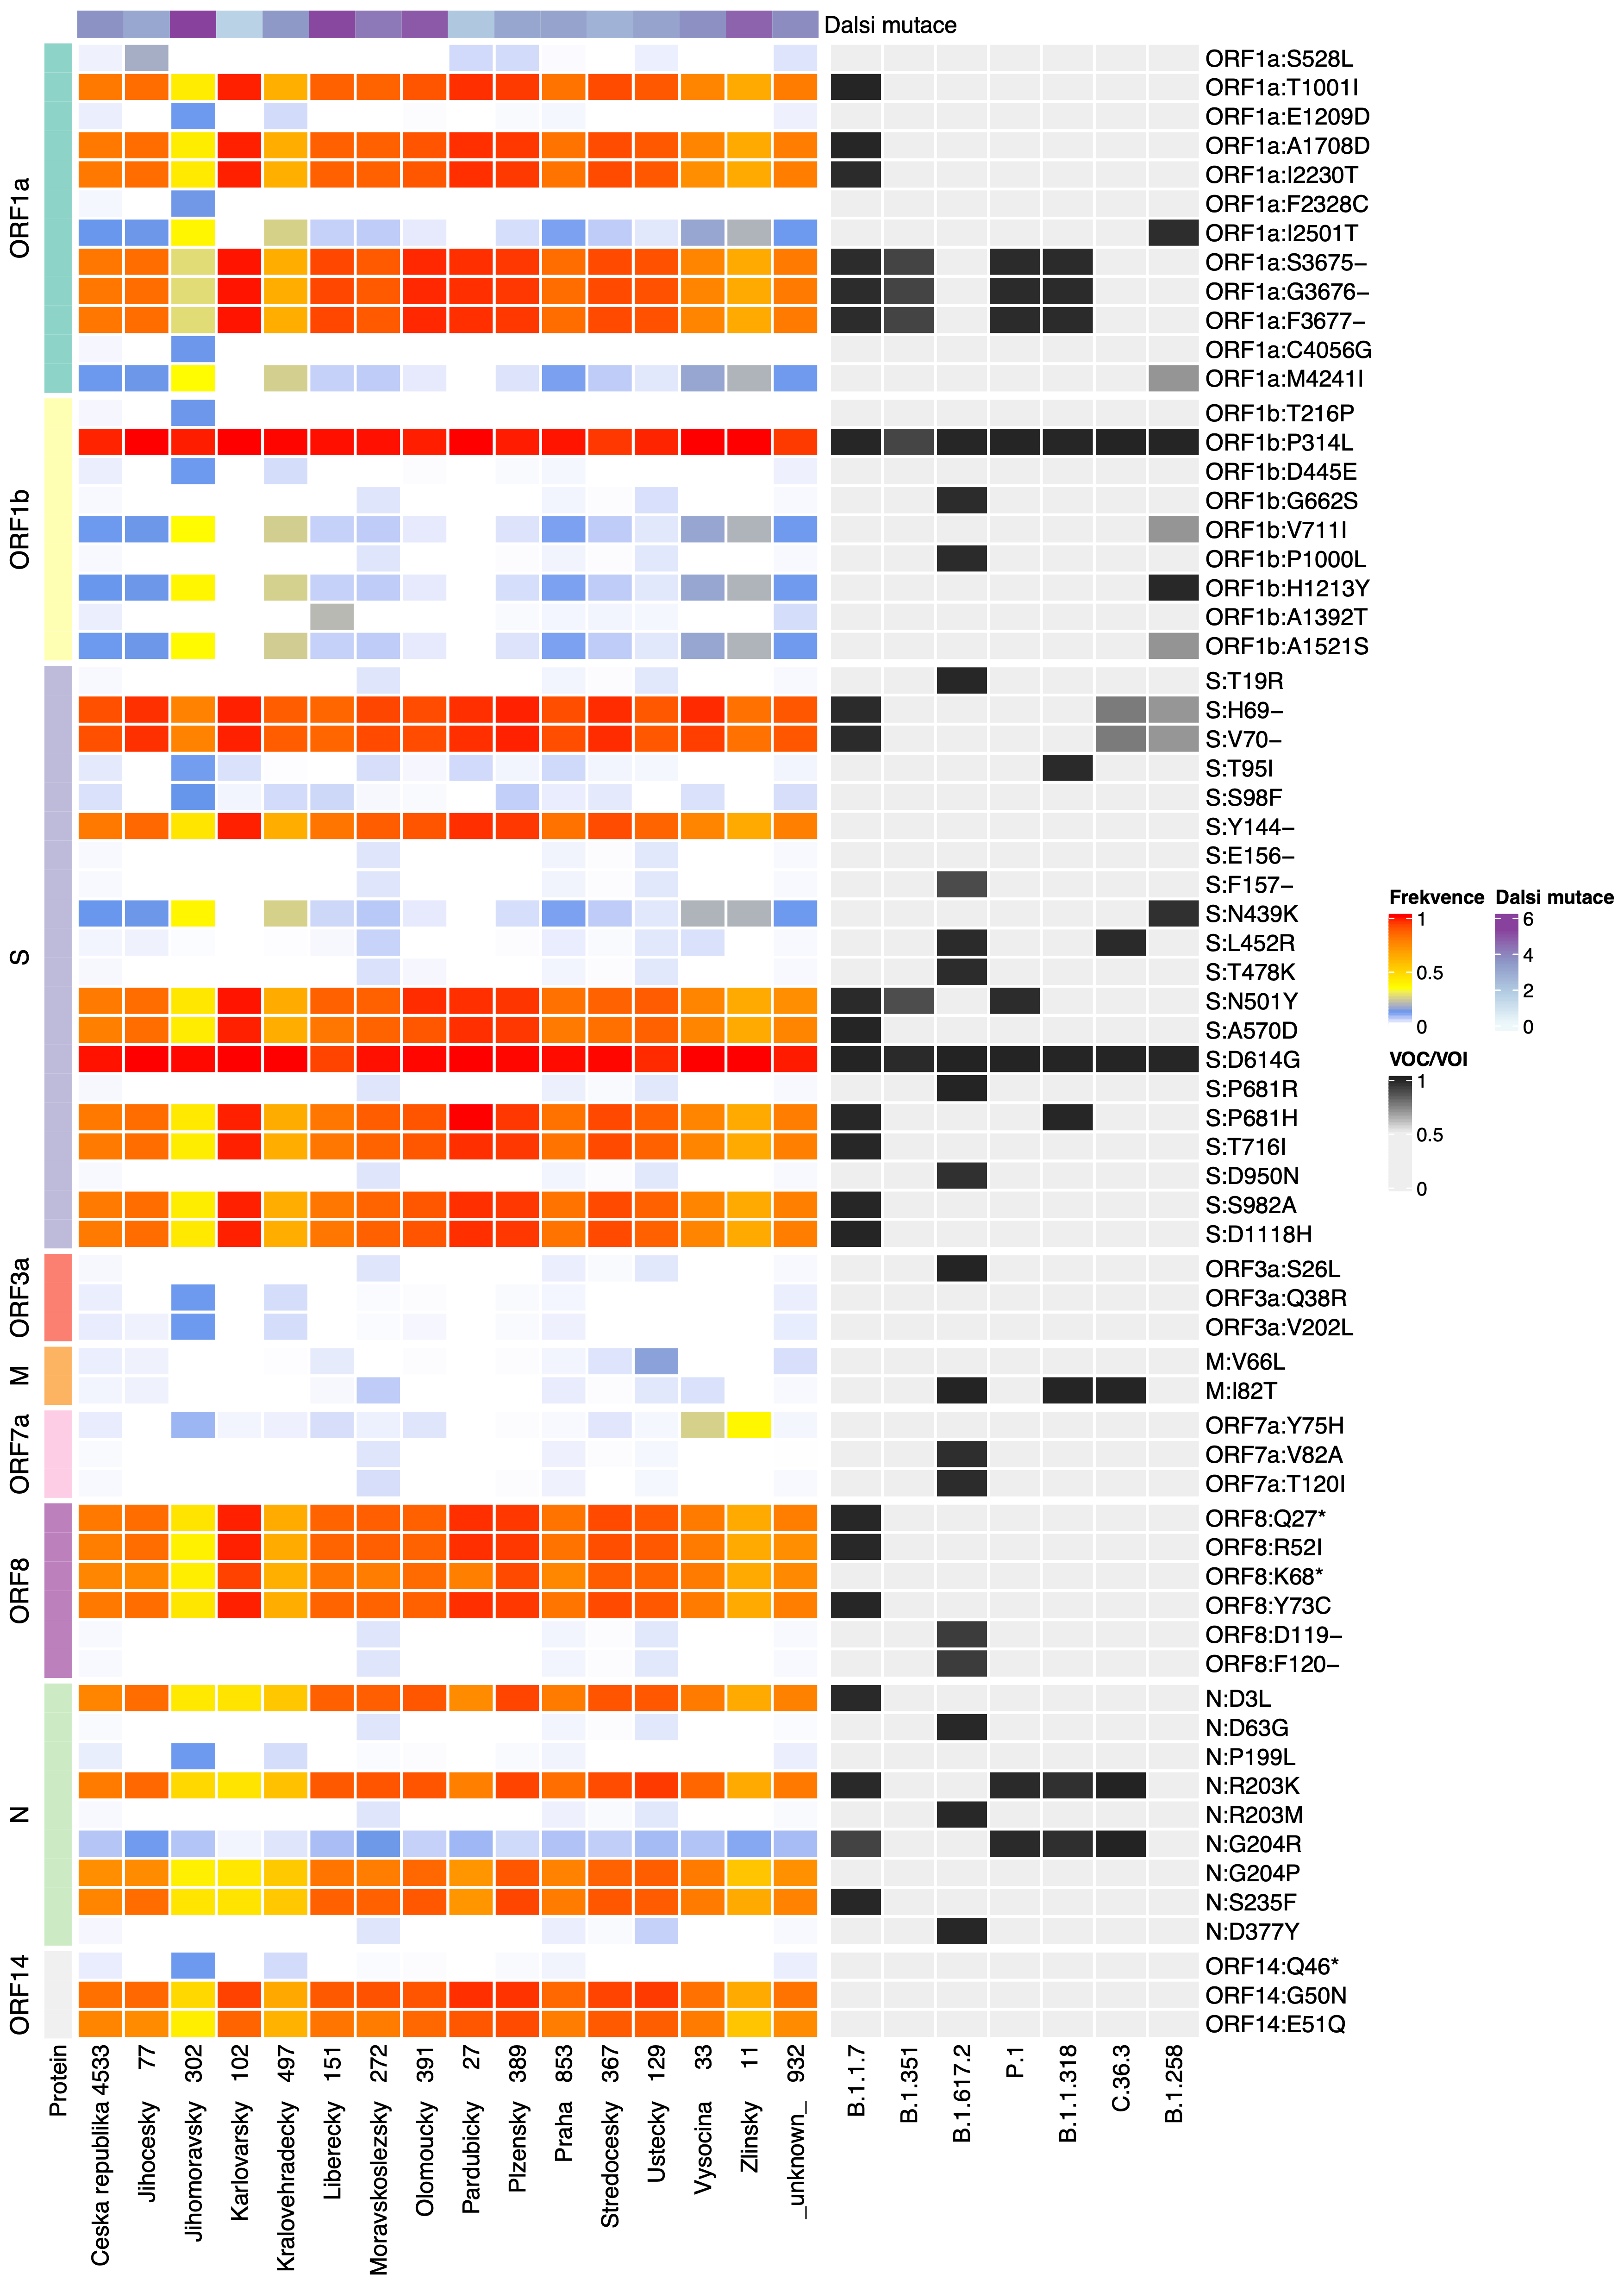 Dalsi mutace
ORF1a
ORF1a:S528L
ORF1a:T1001I
ORF1a:E1209D
ORF1a:A1708D
ORF1a:I2230T
ORF1a:F2328C
ORF1a:I2501T
ORF1a:S3675−
ORF1a:G3676−
ORF1a:F3677−
ORF1a:C4056G
ORF1a:M4241I
ORF1b
ORF1b:T216P
ORF1b:P314L
ORF1b:D445E
ORF1b:G662S
ORF1b:V711I
ORF1b:P1000L
ORF1b:H1213Y
ORF1b:A1392T
ORF1b:A1521S
S
S:T19R
S:H69−
S:V70−
S:T95I
S:S98F
S:Y144−
S:E156−
S:F157−
S:N439K
S:L452R
S:T478K
S:N501Y
S:A570D
S:D614G
S:P681R
S:P681H
S:T716I
S:D950N
S:S982A
S:D1118H
ORF3a
ORF3a:S26L
ORF3a:Q38R
ORF3a:V202L
M
M:V66L
M:I82T
ORF7a
ORF7a:Y75H
ORF7a:V82A
ORF7a:T120I
ORF8
ORF8:Q27*
ORF8:R52I
ORF8:K68*
ORF8:Y73C
ORF8:D119−
ORF8:F120−
N
N:D3L
N:D63G
N:P199L
N:R203K
N:R203M
N:G204R
N:G204P
N:S235F
N:D377Y
ORF14
ORF14:Q46*
ORF14:G50N
ORF14:E51Q
Protein
Ceska republika 4533
Jihocesky 77
Jihomoravsky 302
Karlovarsky 102
Kralovehradecky 497
Liberecky 151
Moravskoslezsky 272
Olomoucky 391
Pardubicky 27
Plzensky 389
Praha 853
Stredocesky 367
Ustecky 129
Vysocina 33
Zlinsky 11
_unknown_ 932
B.1.1.7
B.1.351
B.1.617.2
P.1
B.1.1.318
C.36.3
B.1.258
Frekvence
1
0.5
0
Dalsi mutace
6
4
2
0
VOC/VOI
1
0.5
0